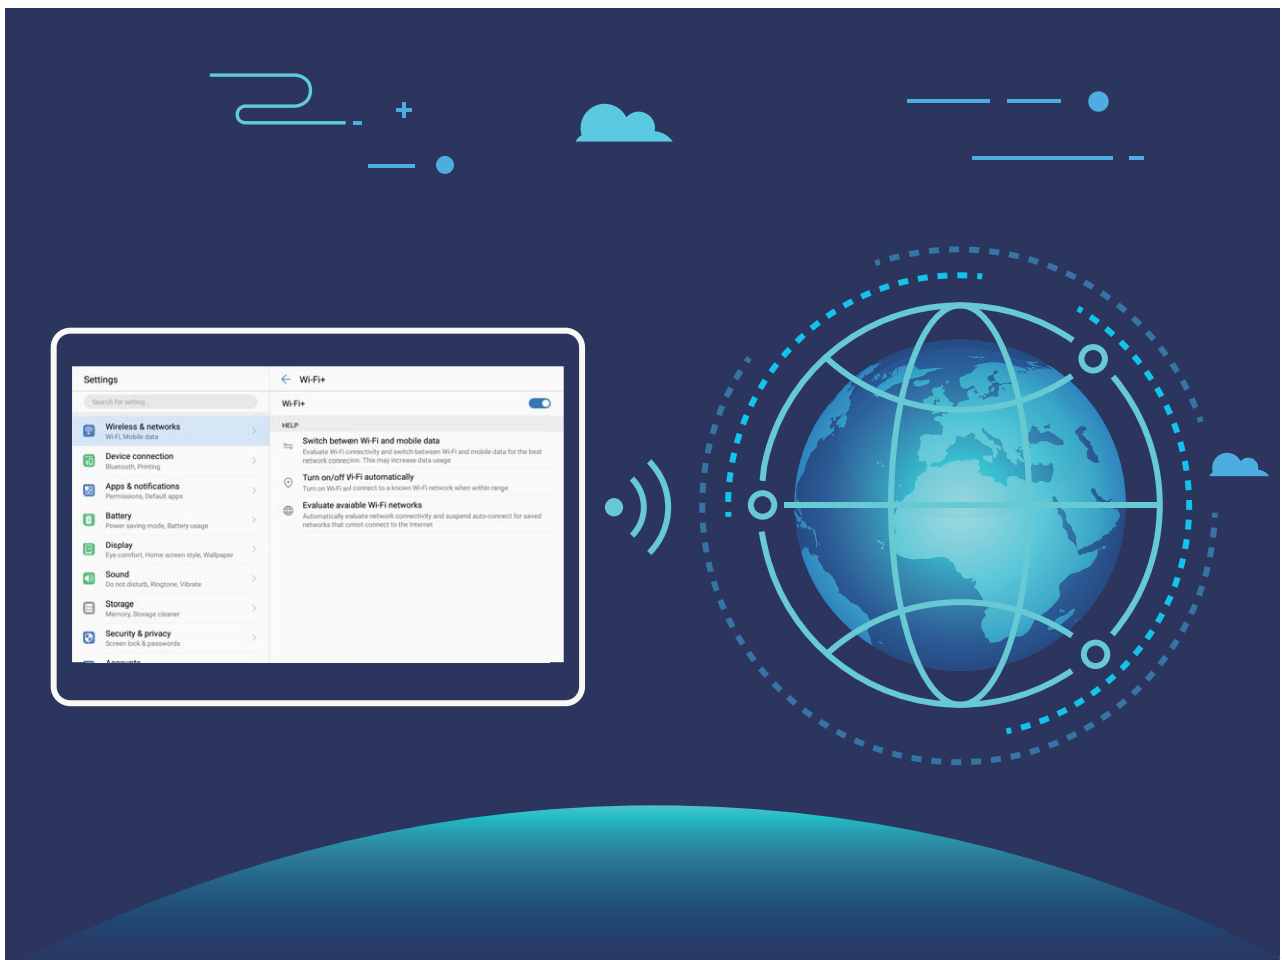 Settings
Search for setting...
Wireless & networks
Wi-Fi, Mobile data
Device connection
Bluetooth, Printing
Apps & notifications
Permissions, Default apps
Battery
Power saving mode, Battery usage
Display
Eye comfort, Home screen style, Wallpaper
Sound
Do not disturb, Ringtone, Vibrate
Storage
Memory, Storage cleaner
Security & privacy
Screen lock & passwords
Accounts
Wi-Fi+
Wi-Fi+
HELP
Switch between Wi-Fi and mobile data
Evaluate Wi-Fi cnnectivity and switch between Wi-Fi and mobile data for the best
network connecion. This may increase data usage
Turn on/off Vi-Fi automatically
Turn on Wi-Fi anl connect to a known Wi-Fi network when within range
Evaluate avaiable Wi-Fi networks
Automatically evaluate network connectivity and suspend auto-connect for saved
networks that cnnot connect to the Internet